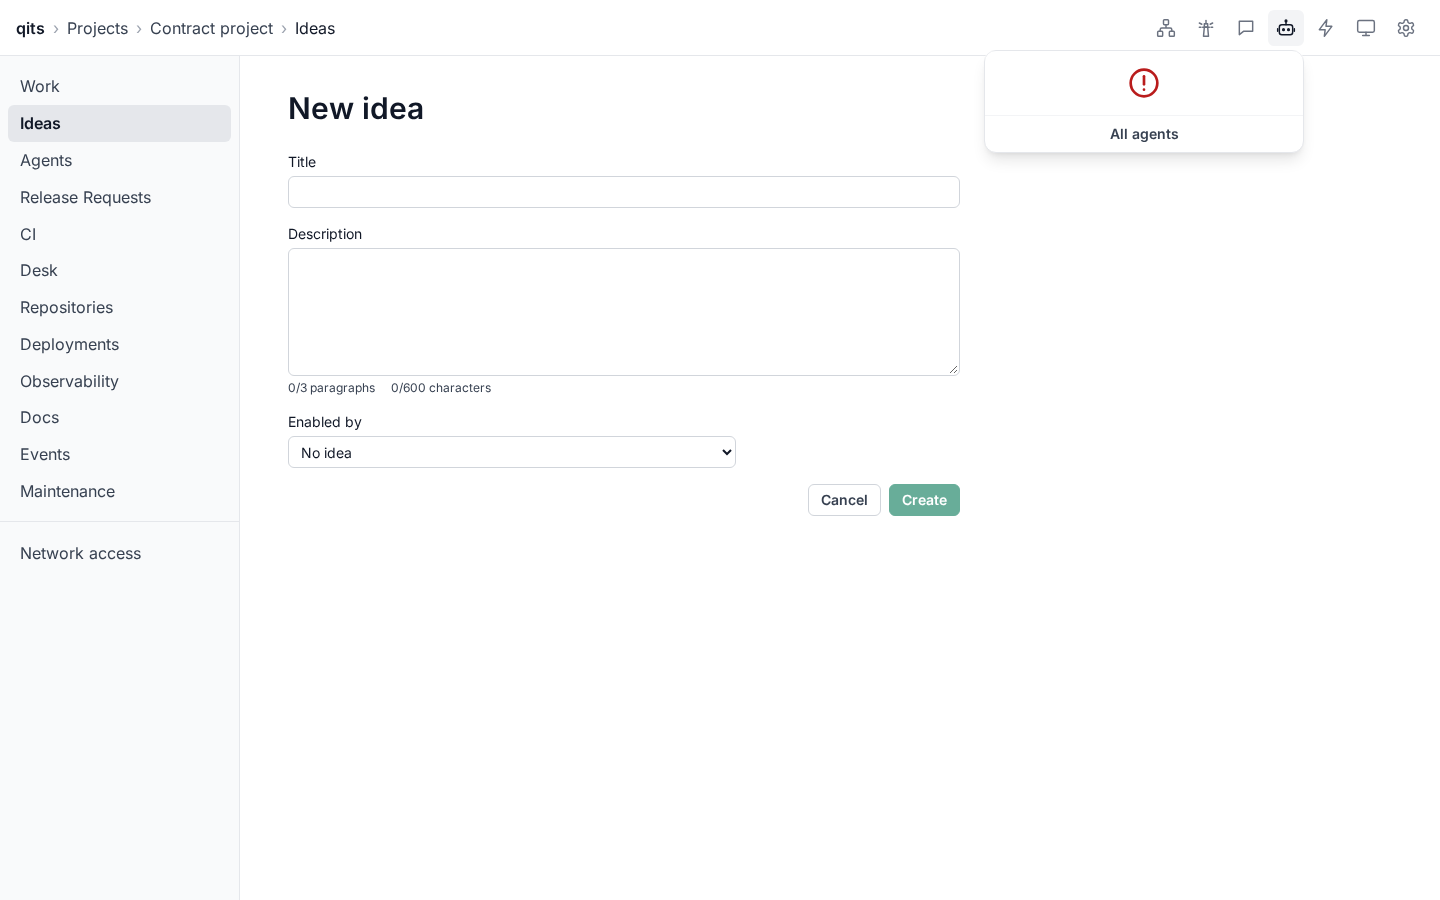 qits › Projects › Contract project › Ideas
All agents
Work
Ideas
Agents
Release Requests
CI
Desk
Repositories
Deployments
Observability
Docs
Events
Maintenance
Network access
New idea
Title
Description
0/3 paragraphs 0/600 characters
Enabled by
No idea
Cancel Create